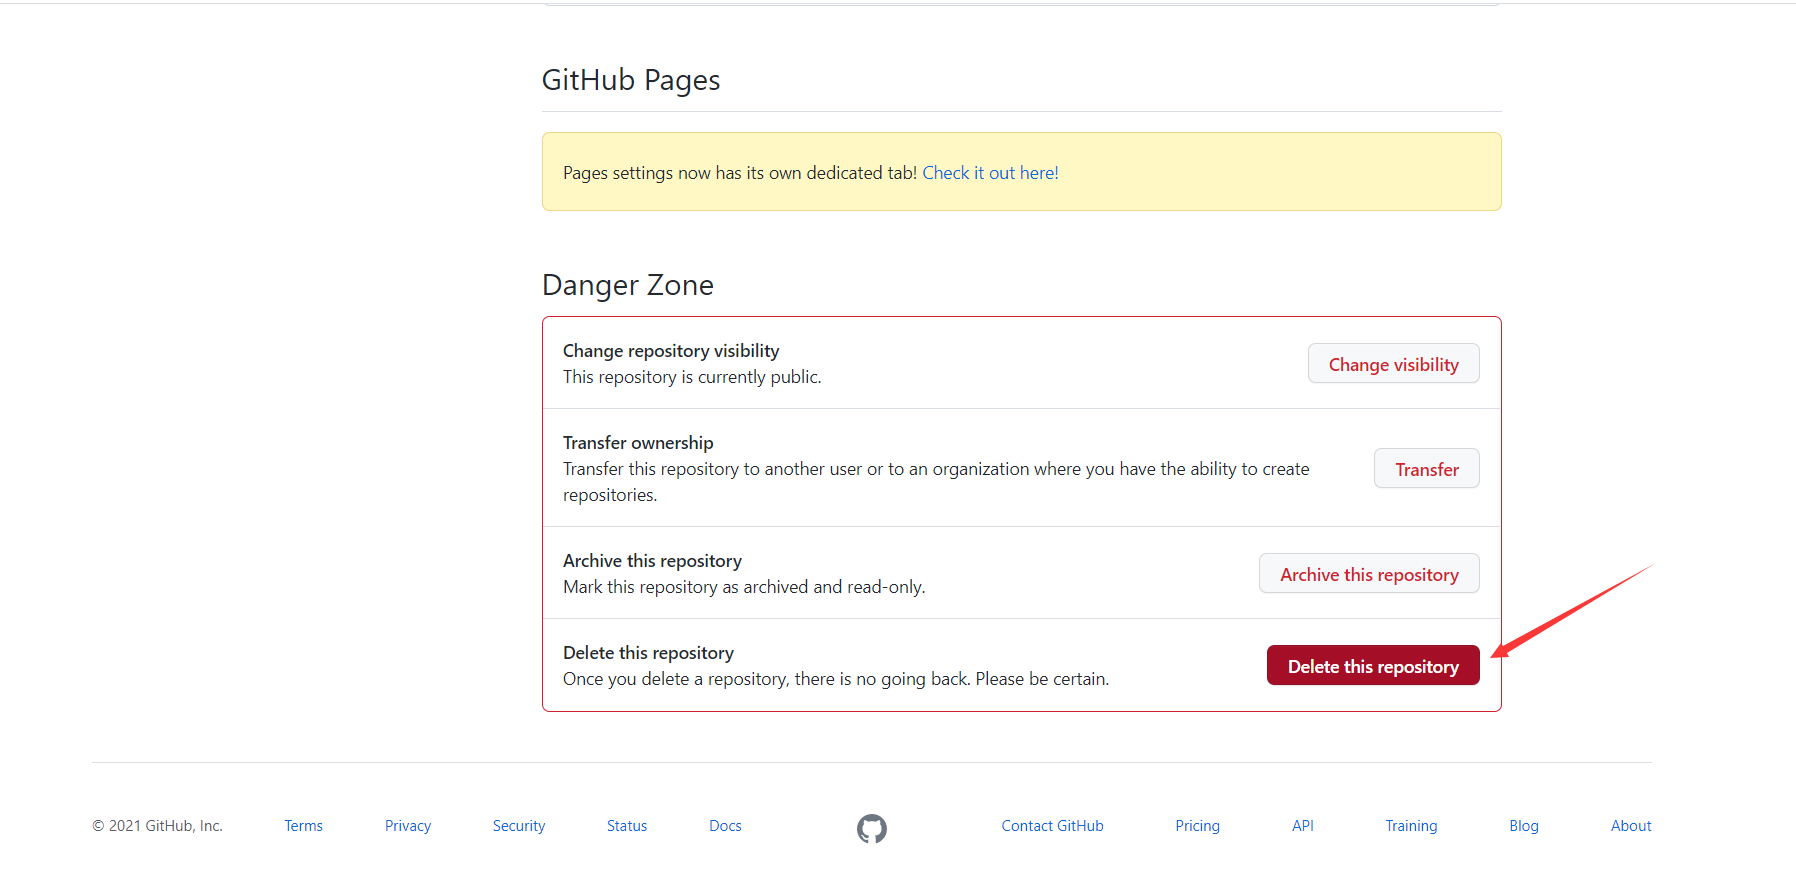 GitHub Pages
Pages settings now has its own dedicated tab! Check it out here!
Danger Zone
Change repository visibility
This repository is currently public.
Change visibility
Transfer ownership
Transfer this repository to another user or to an organization where you have the ability to create
repositories.
Transfer
Archive this repository
Mark this repository as archived and read-only.
Archive this repository
Delete this repository
Once you delete a repository, there is no going back. Please be certain.
Delete this repository
© 2021 GitHub, Inc. Terms Privacy Security Status Docs Contact GitHub Pricing API Training Blog About